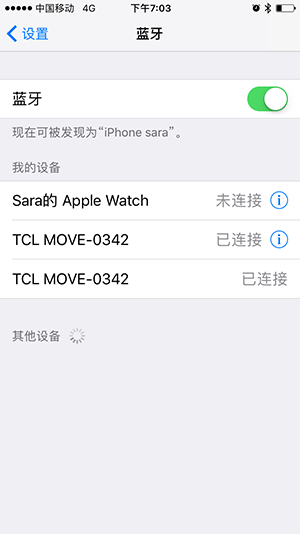 中国移动 4G 下午7:03
设置 蓝牙
蓝牙
现在可被发现为“iPhone sara”。
我的设备
Sara的 Apple Watch 未连接
TCL MOVE-0342 已连接
TCL MOVE-0342 已连接
其他设备